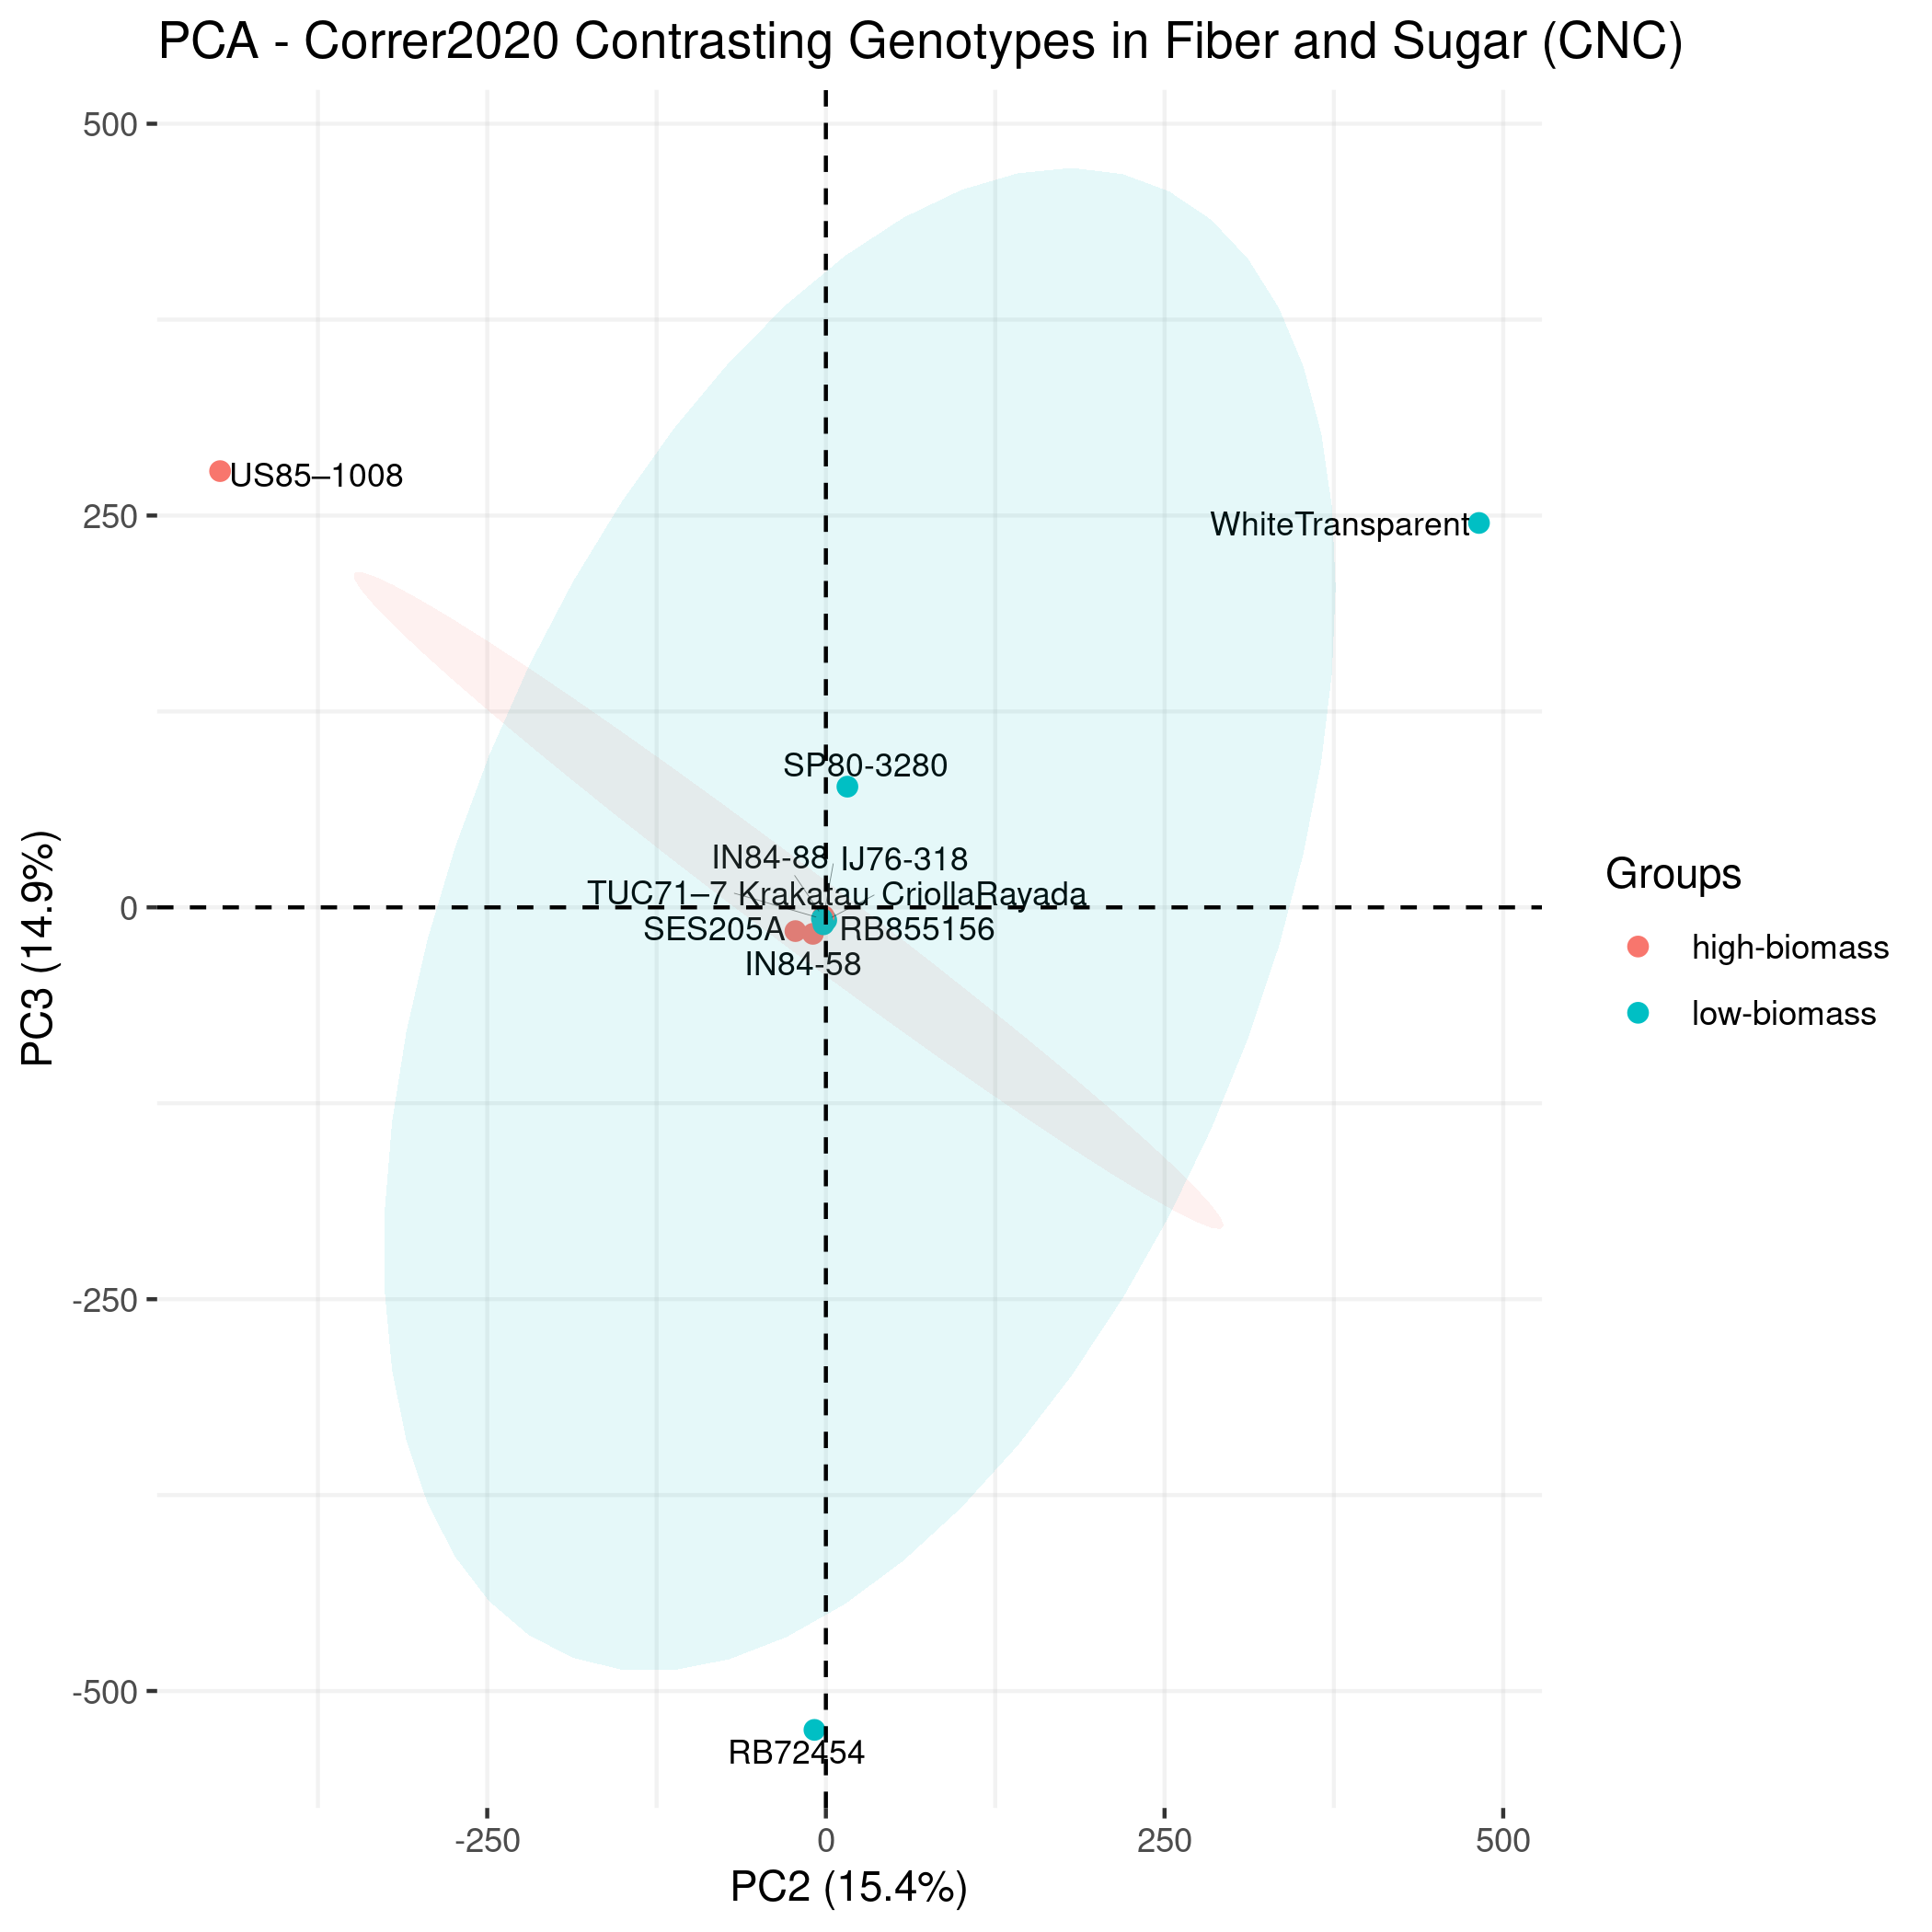 PCA - Correr2020 Contrasting Genotypes in Fiber and Sugar (CNC)
500
250
0
-250
-500
PC3 (14.9%)
US85–1008
WhiteTransparent
SP80-3280
IN84-88 IJ76-318
TUC71–7 Krakatau CriollaRayada
SES205A RB855156
IN84-58
RB72454
Groups
high-biomass
low-biomass
-250 0 250 500
PC2 (15.4%)